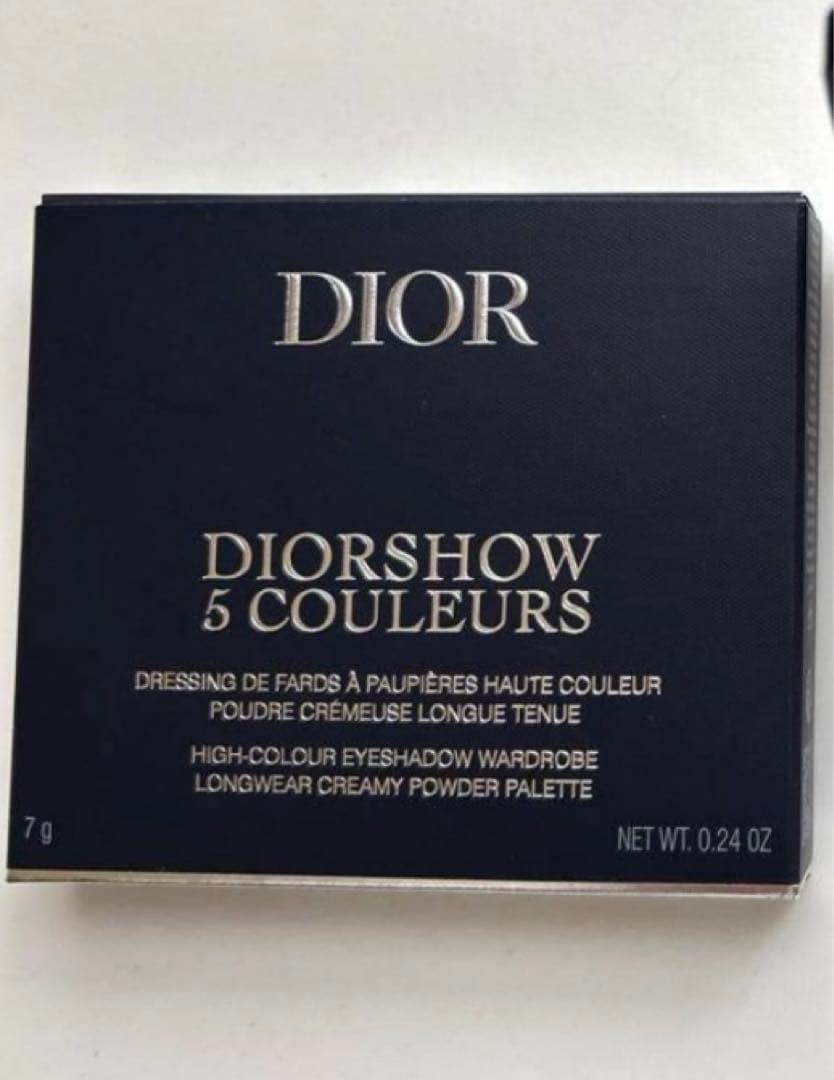 DIOR
DIORSHOW
5 COULEURS
DRESSING DE FARDS À PAUPIÈRES HAUTE COULEUR
POUDRE CRÉMEUSE LONGUE TENUE
HIGH-COLOUR EYESHADOW WARDROBE
LONGWEAR CREAMY POWDER PALETTE
7 g
NET WT. 0.24 OZ